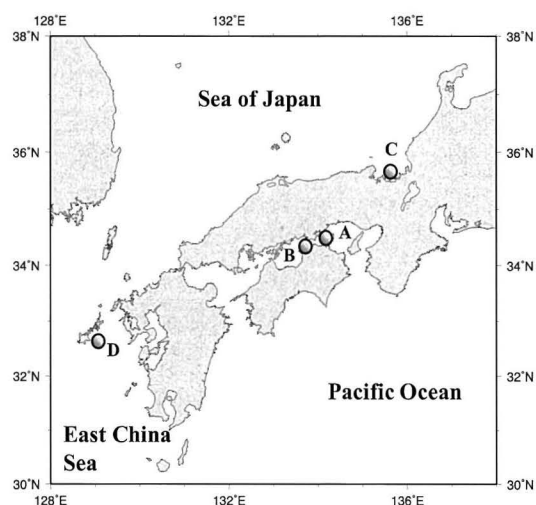 128°E 132°E 136°E
38°N 38°N
Sea of Japan
C
36°N 36°N
A
B
34°N 34°N
D
32°N 32°N
Pacific Ocean
East China
Sea
30°N 30°N
128°E 132°E 136°E